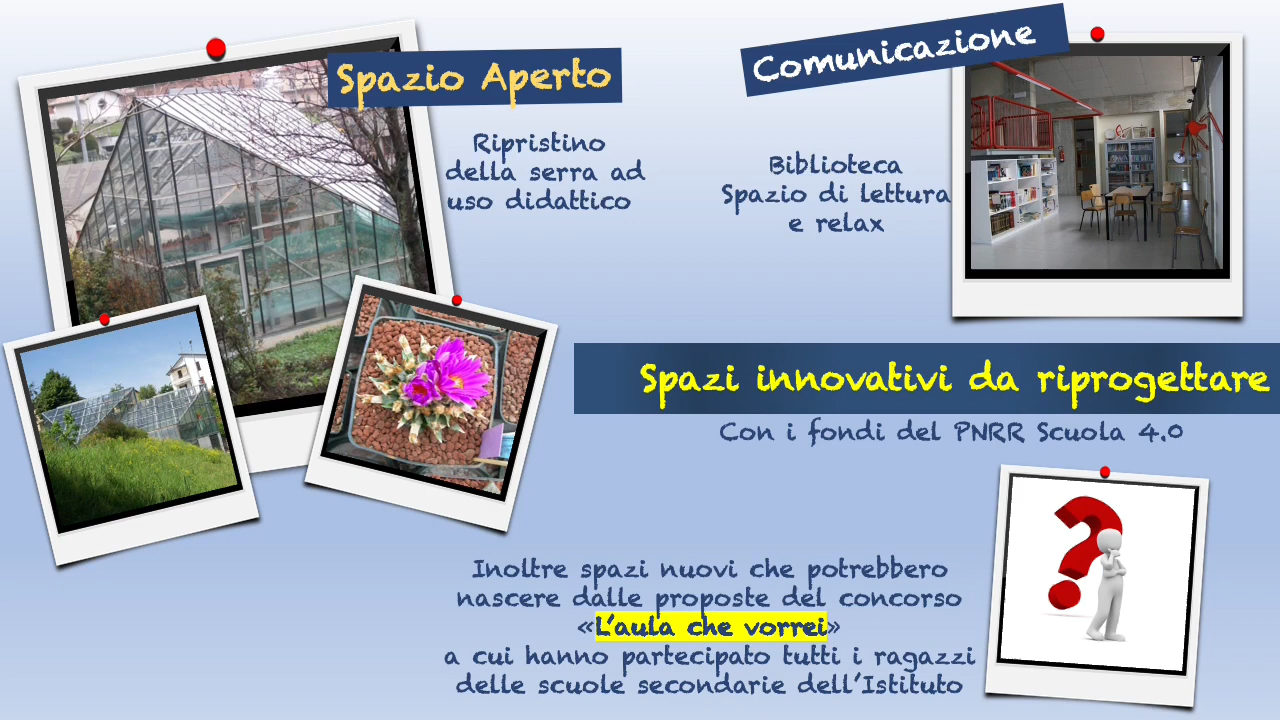 Spazio Aperto
Ripristino
della serra ad
uso didattico
Comunicazione
Biblioteca
Spazio di lettura
e relax
Spazi innovativi da riprogettare
Con i fondi del PNRR Scuola 4.0
Inoltre spazi nuovi che potrebbero
nascere dalle proposte del concorso
«L’aula che vorrei»
a cui hanno partecipato tutti i ragazzi
delle scuole secondarie dell’Istituto